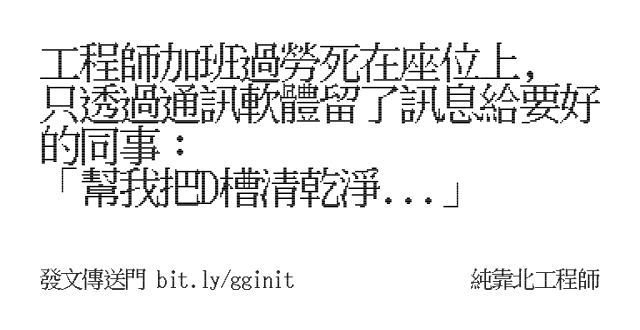 工程師加班過勞死在座位上,
只透過通訊軟體留了訊息給要好
的同事：
「幫我把D槽清乾淨...」
發文傳送門 bit.ly/gginit
純靠北工程師